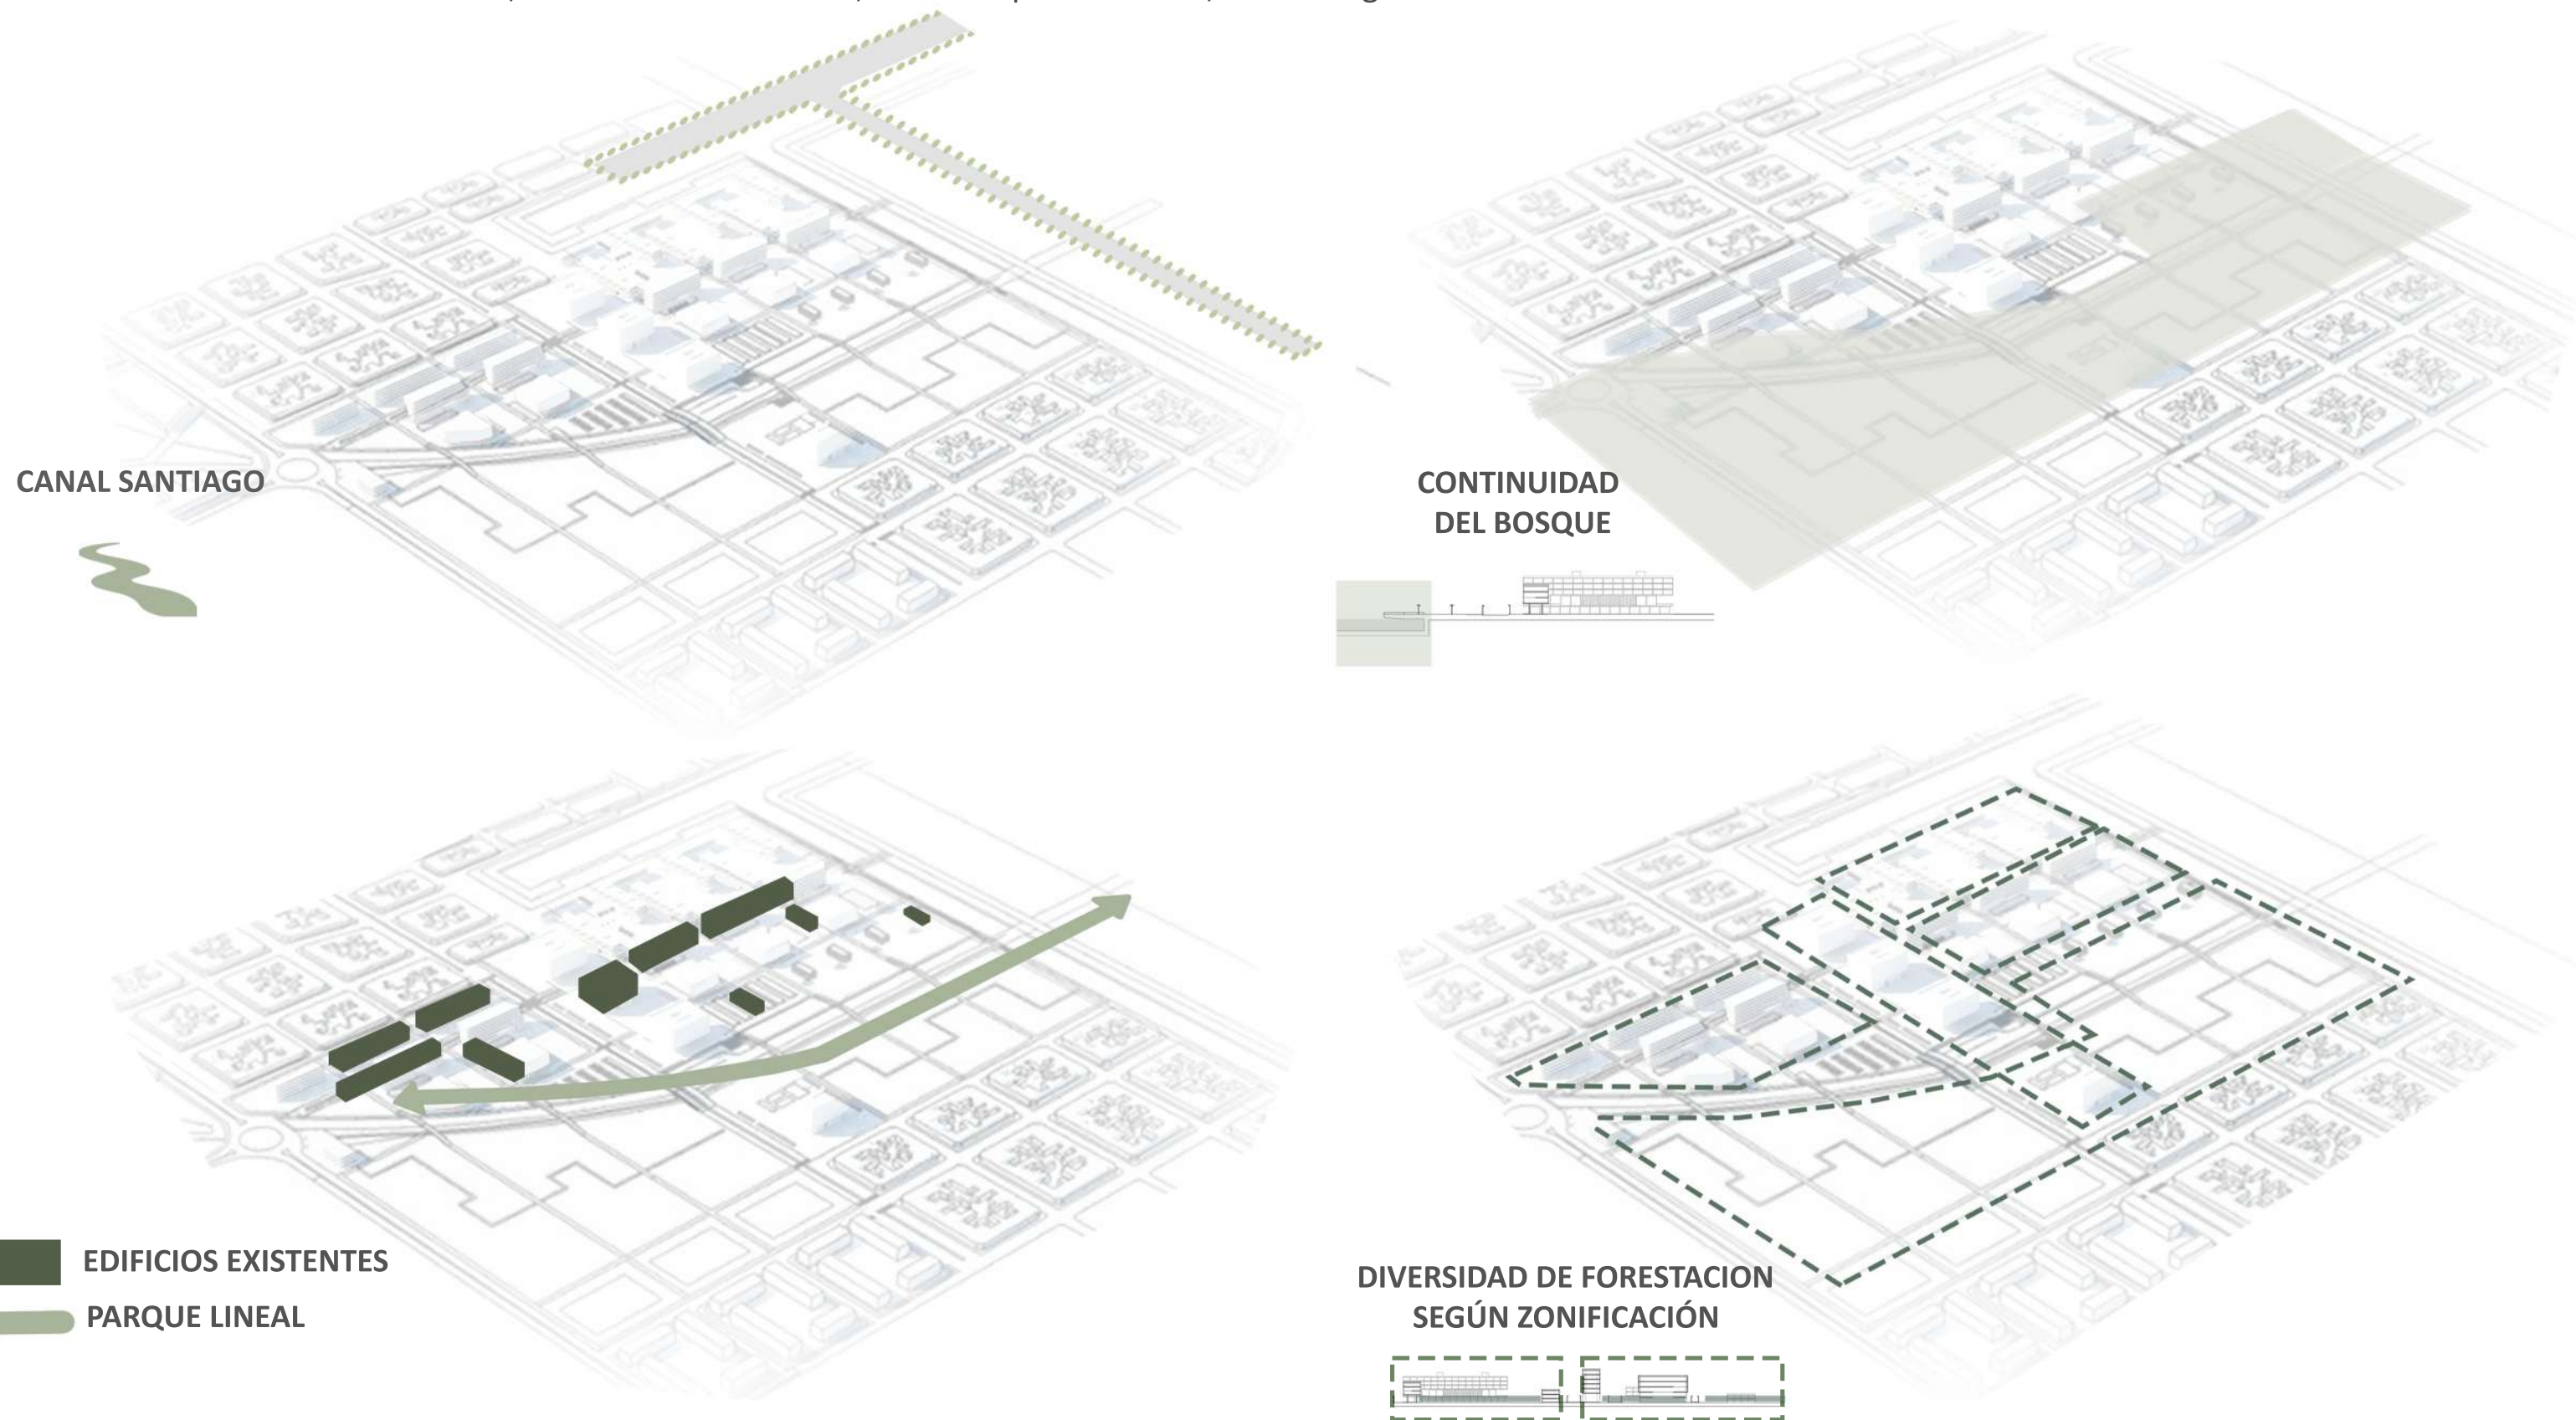 CANAL SANTIAGO
CONTINUIDAD
DEL BOSQUE
EDIFICIOS EXISTENTES
PARQUE LINEAL
DIVERSIDAD DE FORESTACION
SEGÚN ZONIFICACIÓN